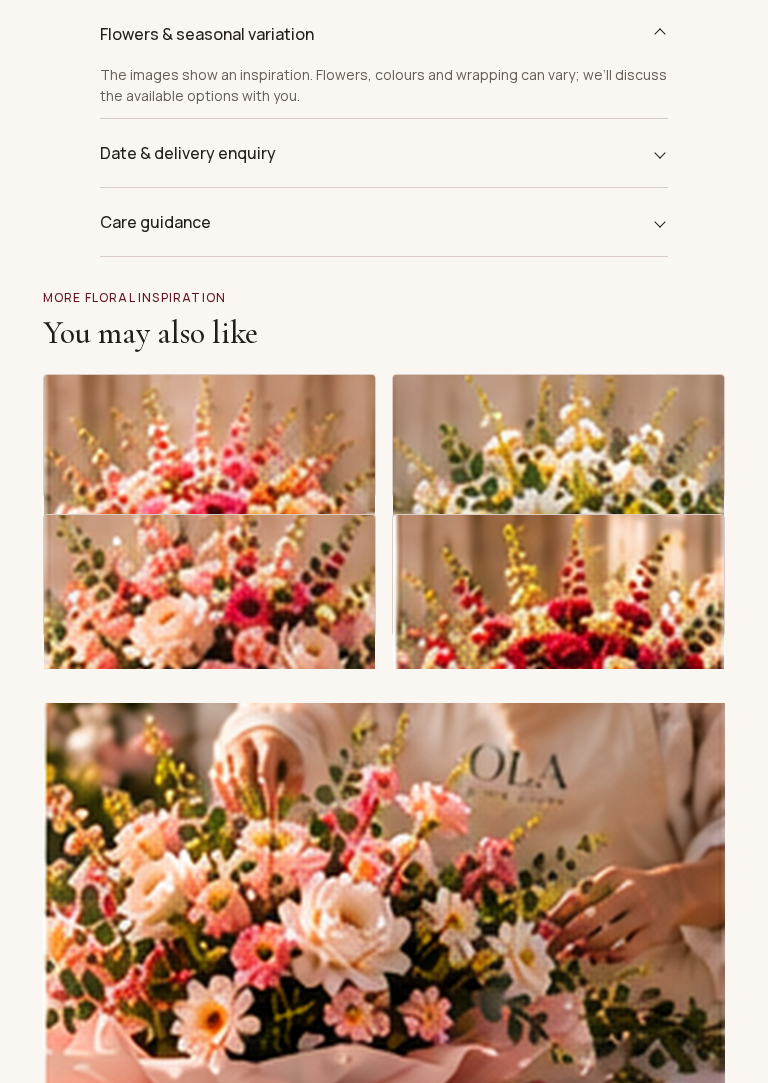 Flowers & seasonal variation
The images show an inspiration. Flowers, colours and wrapping can vary; we'll discuss
the available options with you.
Date & delivery enquiry
Care guidance
MORE FLORAL INSPIRATION
You may also like
OLA